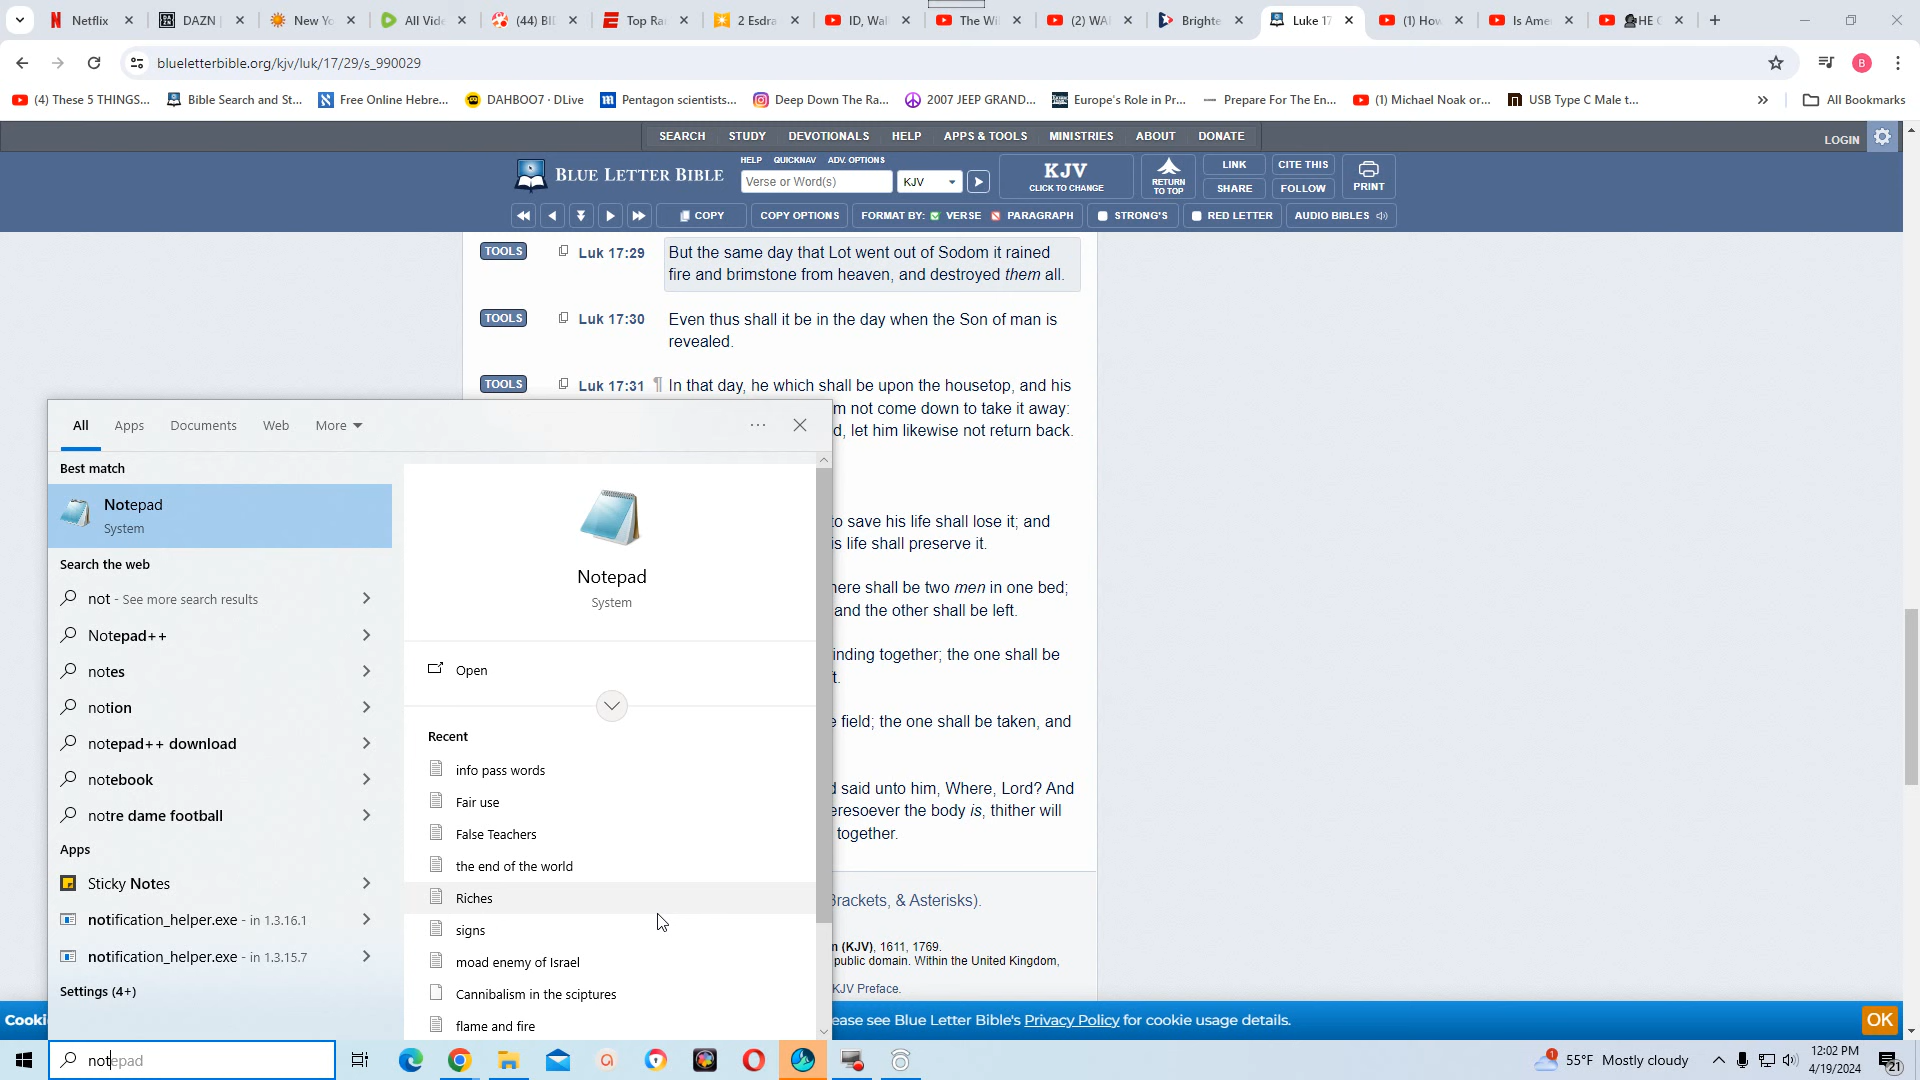 Netflix
DAZN
New Yo
All Vide
(44) BI
Top Ra
2 Esdra
ID, Wal
The Wi
(2) WA
Brighte
Luke 17
(1) How
Is Ame
HE
blueletterbible.org/kjv/luk/17/29/s_990029
B
(4) These 5 THINGS...
Bible Search and St...
Free Online Hebre...
DAHBOO7 · DLive
Pentagon scientists...
Deep Down The Ra...
2007 JEEP GRAND...
Europe's Role in Pr...
Prepare For The En...
(1) Michael Noak or...
USB Type C Male t...
All Bookmarks
SEARCH STUDY DEVOTIONALS HELP APPS & TOOLS MINISTRIES ABOUT DONATE
LOGIN
BLUE LETTER BIBLE
HELP QUICKNAV ADV. OPTIONS
Verse or Word(s)
KJV
KJV
CLICK TO CHANGE
RETURN
TO TOP
LINK
CITE THIS
SHARE
FOLLOW
PRINT
COPY
COPY OPTIONS
FORMAT BY: VERSE PARAGRAPH
STRONG'S
RED LETTER
AUDIO BIBLES
TOOLS Luk 17:29 But the same day that Lot went out of Sodom it rained
fire and brimstone from heaven, and destroyed them all.
TOOLS Luk 17:30 Even thus shall it be in the day when the Son of man is
revealed.
TOOLS Luk 17:31 ¶ In that day, he which shall be upon the housetop, and his
m not come down to take it away:
d, let him likewise not return back.
to save his life shall lose it; and
is life shall preserve it.
here shall be two men in one bed;
and the other shall be left.
inding together; the one shall be
t.
e field; the one shall be taken, and
d said unto him, Where, Lord? And
eresoever the body is, thither will
together.
Brackets, & Asterisks).
n (KJV), 1611, 1769.
public domain. Within the United Kingdom,
KJV Preface.
All
Apps
Documents
Web
More
Best match
Notepad
System
Search the web
not - See more search results
Notepad++
notes
notion
notepad++ download
notebook
notre dame football
Apps
Sticky Notes
notification_helper.exe - in 1.3.16.1
notification_helper.exe - in 1.3.15.7
Settings (4+)
Notepad
System
Open
Recent
info pass words
Fair use
False Teachers
the end of the world
Riches
signs
moad enemy of Israel
Cannibalism in the sciptures
flame and fire
Cooki
ease see Blue Letter Bible's Privacy Policy for cookie usage details.
OK
notepad
1
55°F Mostly cloudy
12:02 PM
4/19/2024
21